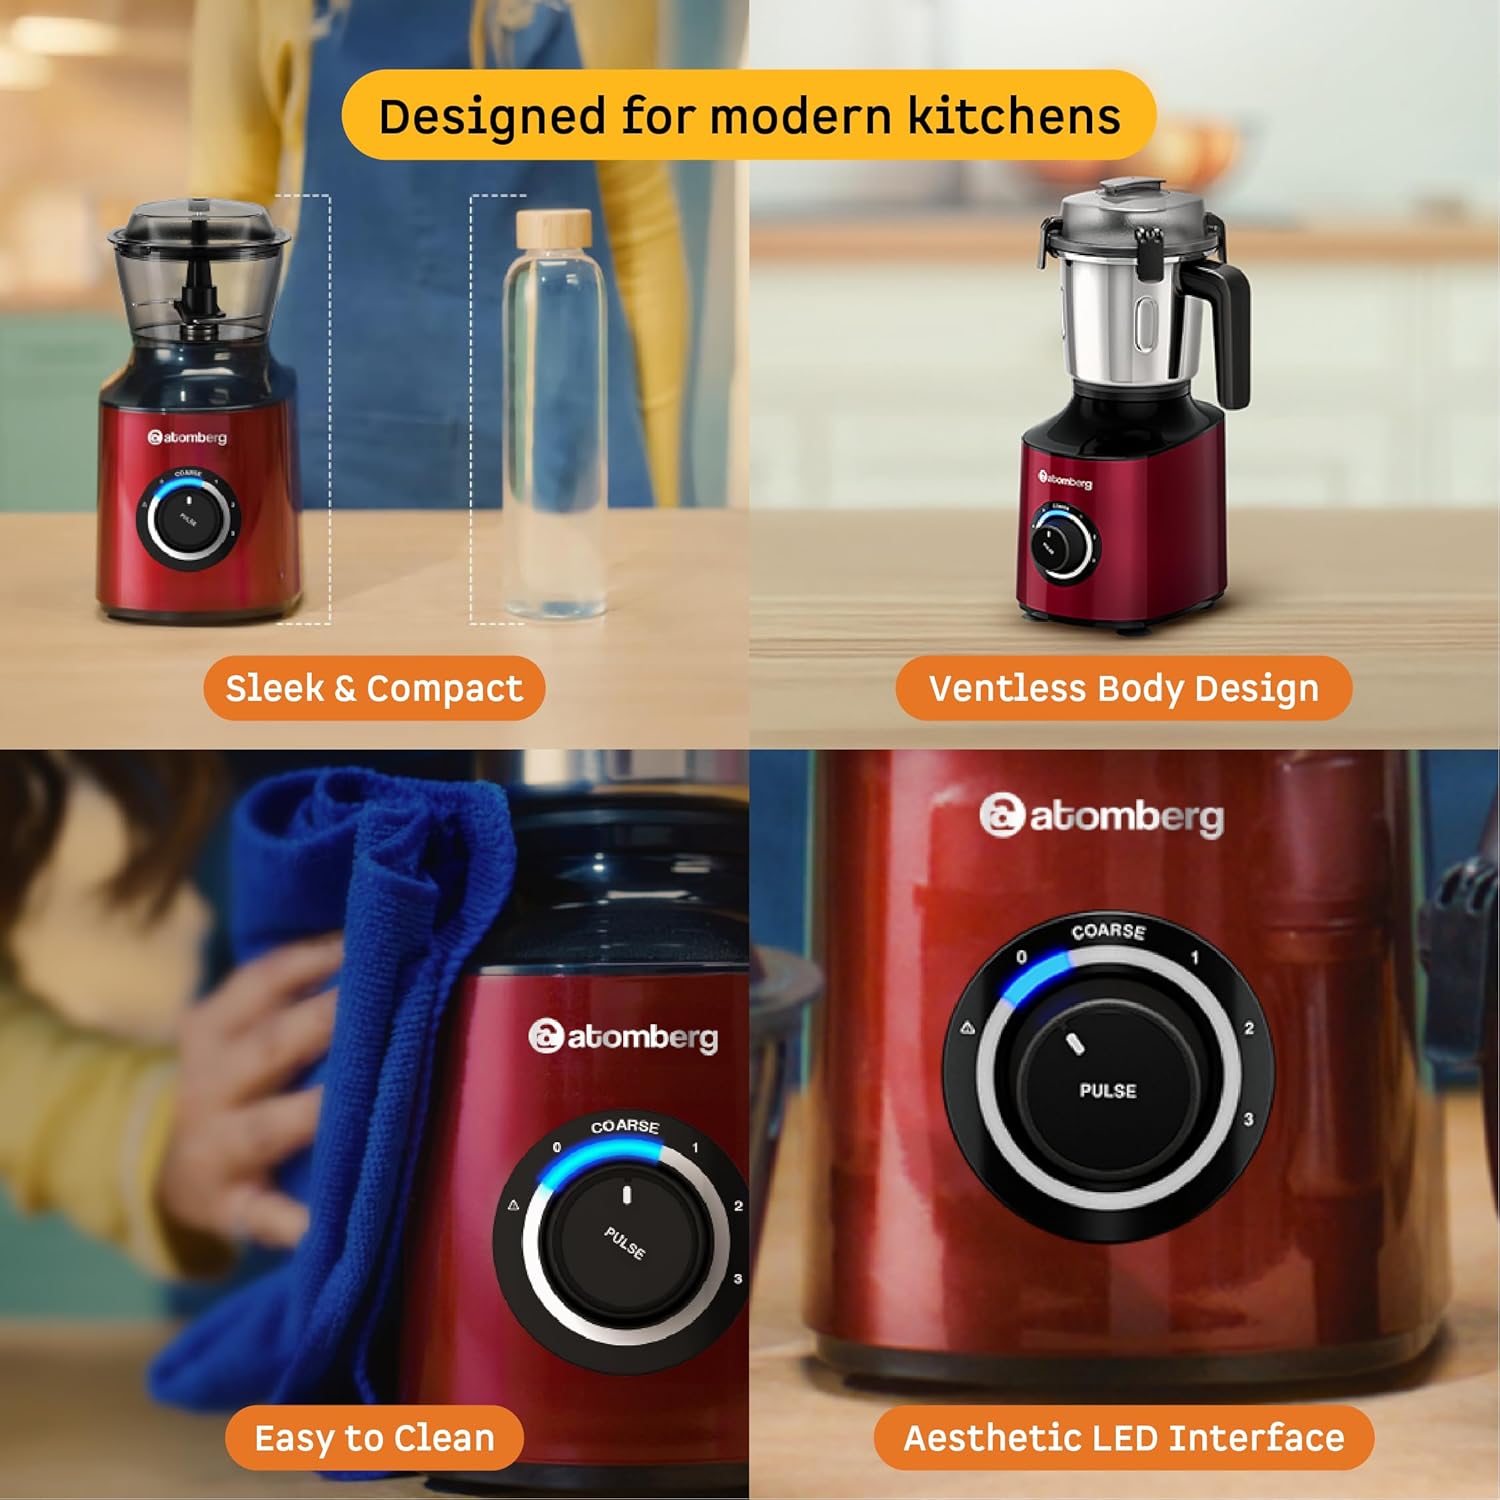 Designed for modern kitchens
atomberg
COARSE
PULSE
Sleek & Compact
atomberg
PULSE
Ventless Body Design
atomberg
COARSE
0
1
2
3
PULSE
Easy to Clean
atomberg
COARSE
0
1
2
3
PULSE
Aesthetic LED Interface